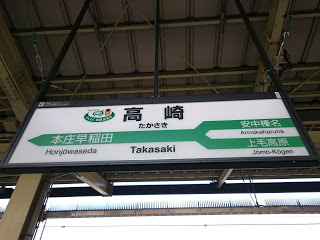 高崎
たかさき
Takasaki
本庄早稲田
Honjōwaseda
安中榛名
Annakaharuna
上毛高原
Jōmō-Kōgen